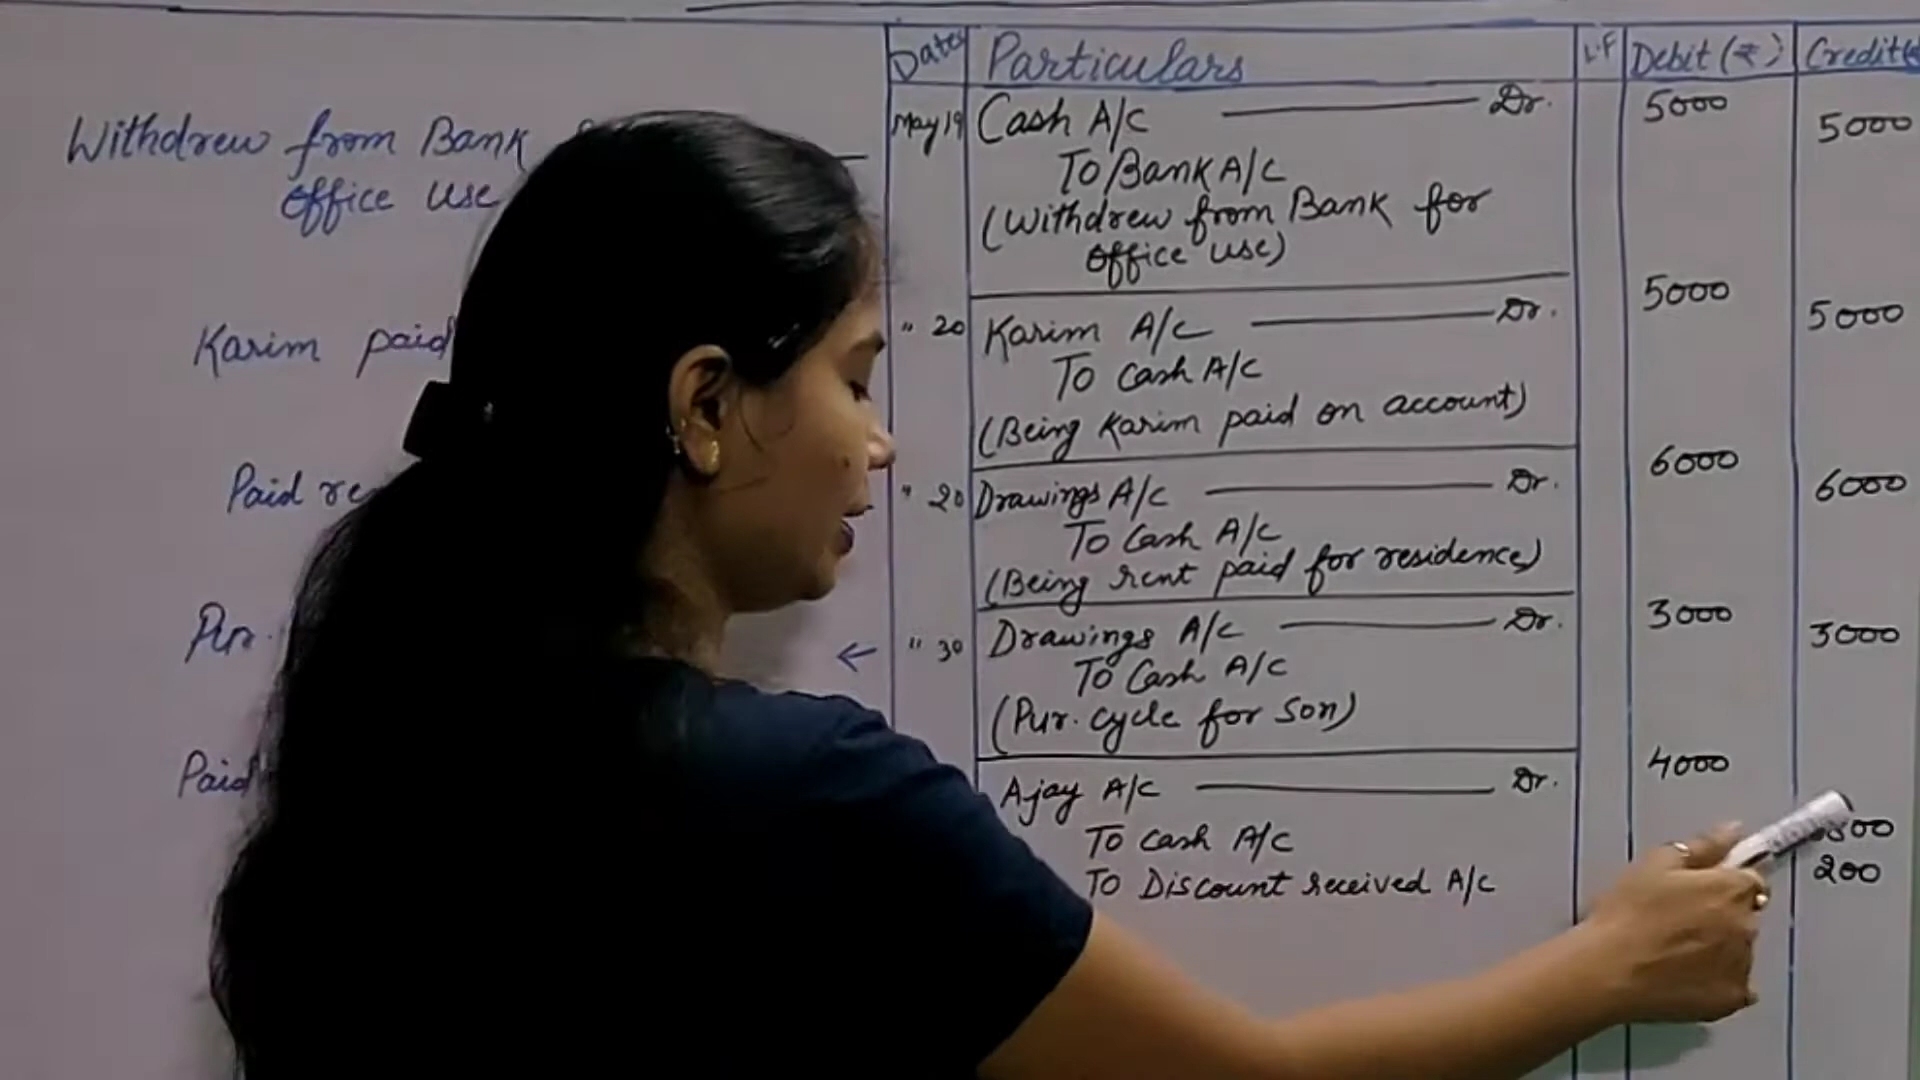 Date Particulars L.F Debit (₹) Credit(₹
Withdrew from Bank
office use
May 19 Cash A/C Dr. 5000
To Bank A/C 5000
(Withdrew from Bank for
office use)
Karim paid
" 20 Karim A/C Dr. 5000
To Cash A/C 5000
(Being Karim paid on account)
Paid re
" 20 Drawings A/C Dr. 6000
To Cash A/C 6000
(Being rent paid for residence)
Pur.
← " 30 Drawings A/C Dr. 3000
To Cash A/C 3000
(Pur. cycle for Son)
Paid
Ajay A/C Dr. 4000
To Cash A/C
To Discount received A/C 200